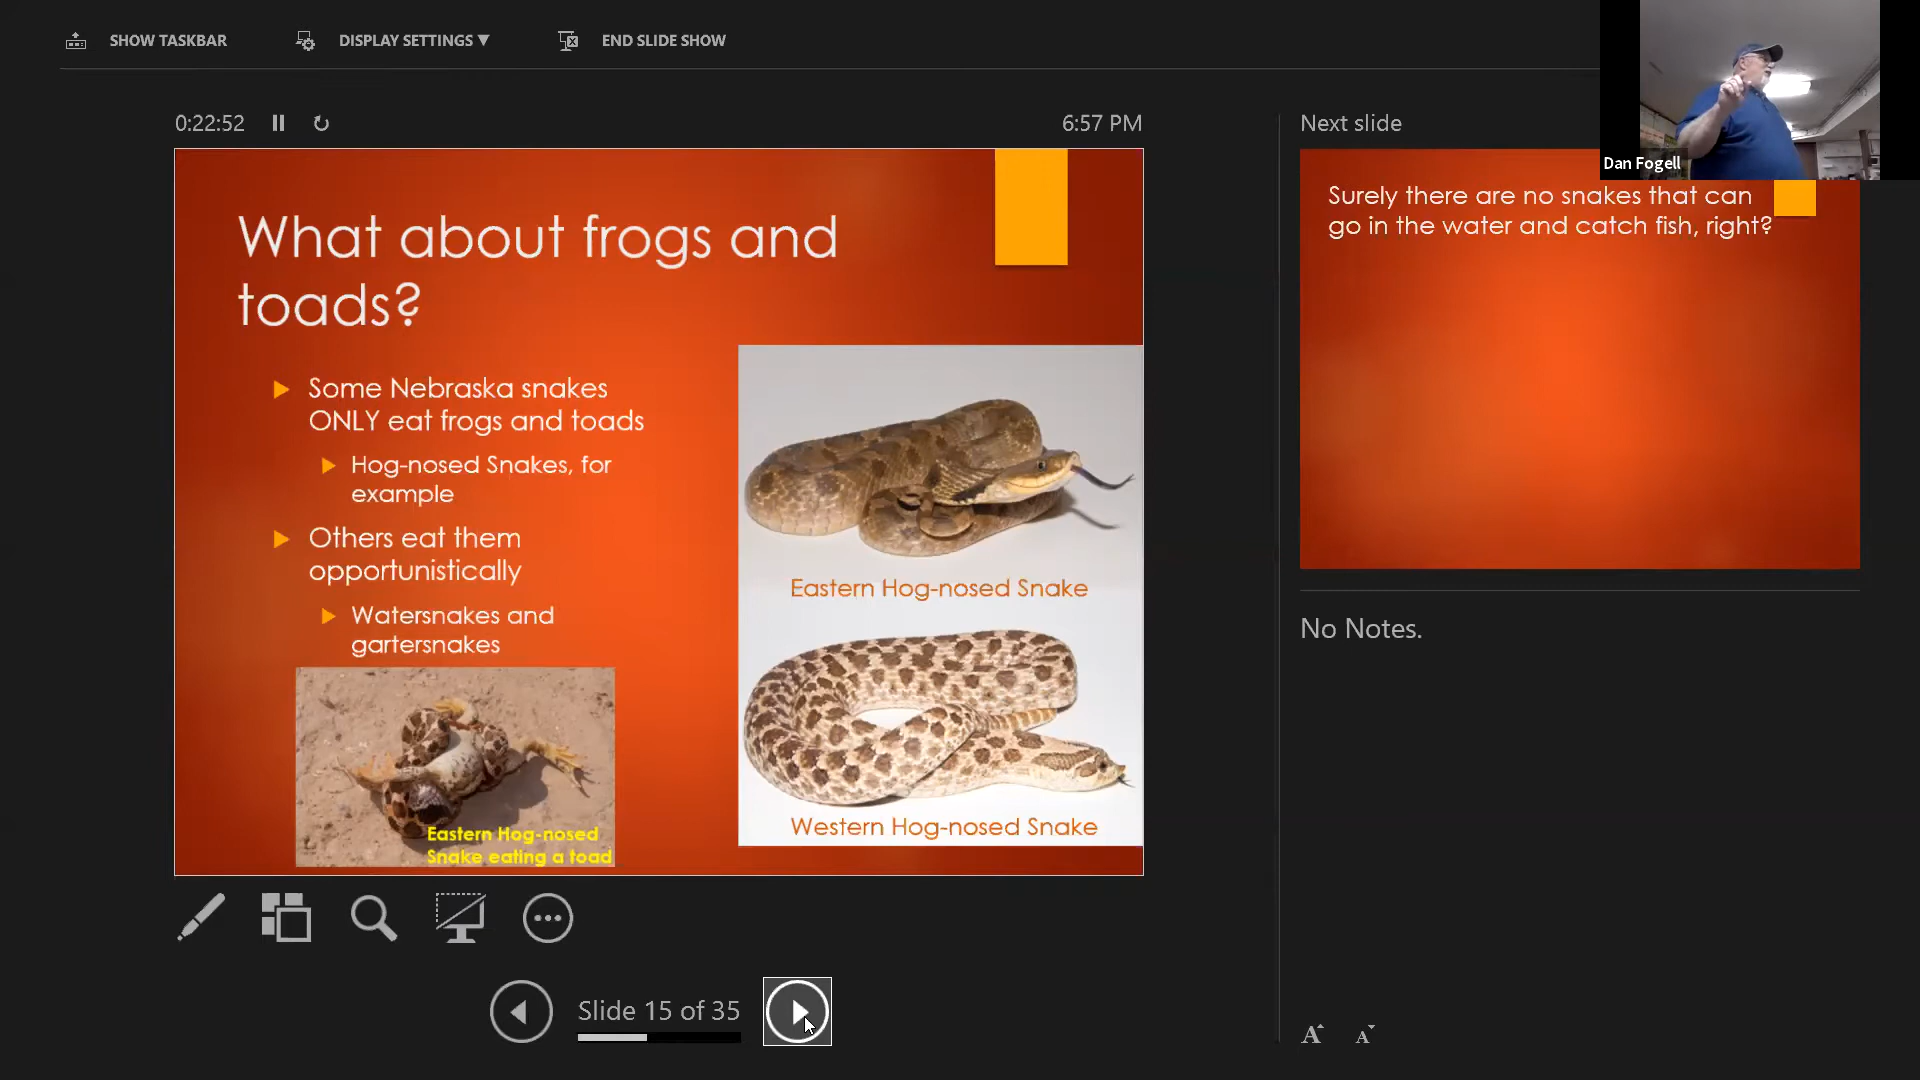 SHOW TASKBAR
DISPLAY SETTINGS ▼
END SLIDE SHOW
0:22:52
6:57 PM
What about frogs and
toads?
Some Nebraska snakes
ONLY eat frogs and toads
Hog-nosed Snakes, for
example
Others eat them
opportunistically
Watersnakes and
gartersnakes
Eastern Hog-nosed
Snake eating a toad
Eastern Hog-nosed Snake
Western Hog-nosed Snake
Slide 15 of 35
Next slide
Dan Fogell
Surely there are no snakes that can
go in the water and catch fish, right?
No Notes.
A A